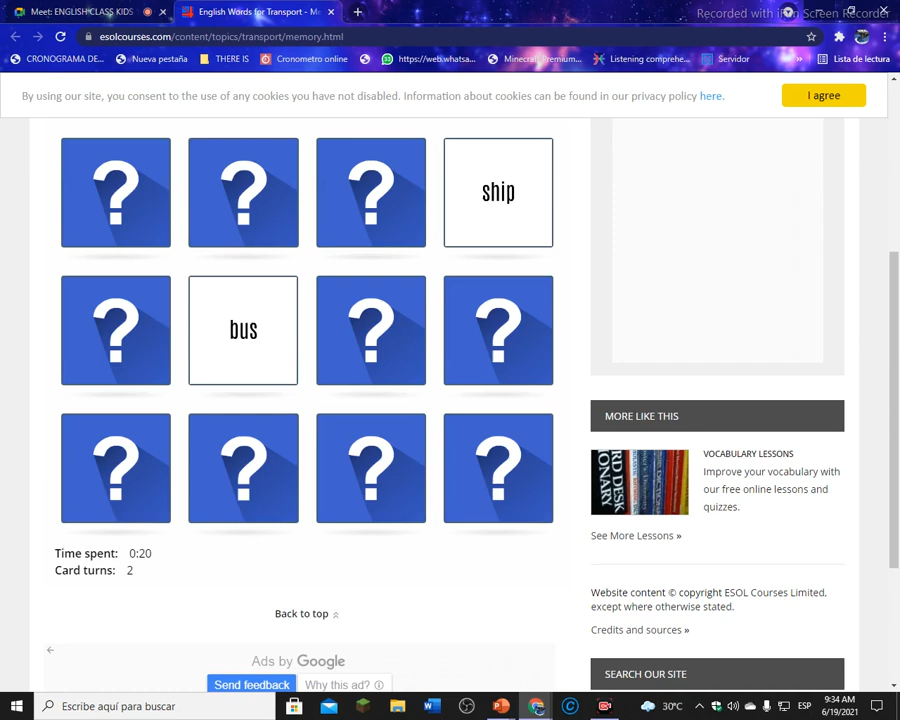 Meet: ENGLISH CLASS KIDS
English Words for Transport - Me
Recorded with iFun Screen Recorder
esolcourses.com/content/topics/transport/memory.html
CRONOGRAMA DE...
Nueva pestaña
THERE IS
Cronometro online
https://web.whatsa...
Minecraft Premium...
Listening comprehe...
Servidor
»
Lista de lectura
By using our site, you consent to the use of any cookies you have not disabled. Information about cookies can be found in our privacy policy here.
I agree
? ? ? ship
? bus ? ?
? ? ? ?
Time spent: 0:20
Card turns: 2
Back to top
Ads by Google
Send feedback
Why this ad?
MORE LIKE THIS
VOCABULARY LESSONS
Improve your vocabulary with
our free online lessons and
quizzes.
See More Lessons »
Website content © copyright ESOL Courses Limited,
except where otherwise stated.
Credits and sources »
SEARCH OUR SITE
Escribe aquí para buscar
30°C
ESP
9:34 AM
6/19/2021